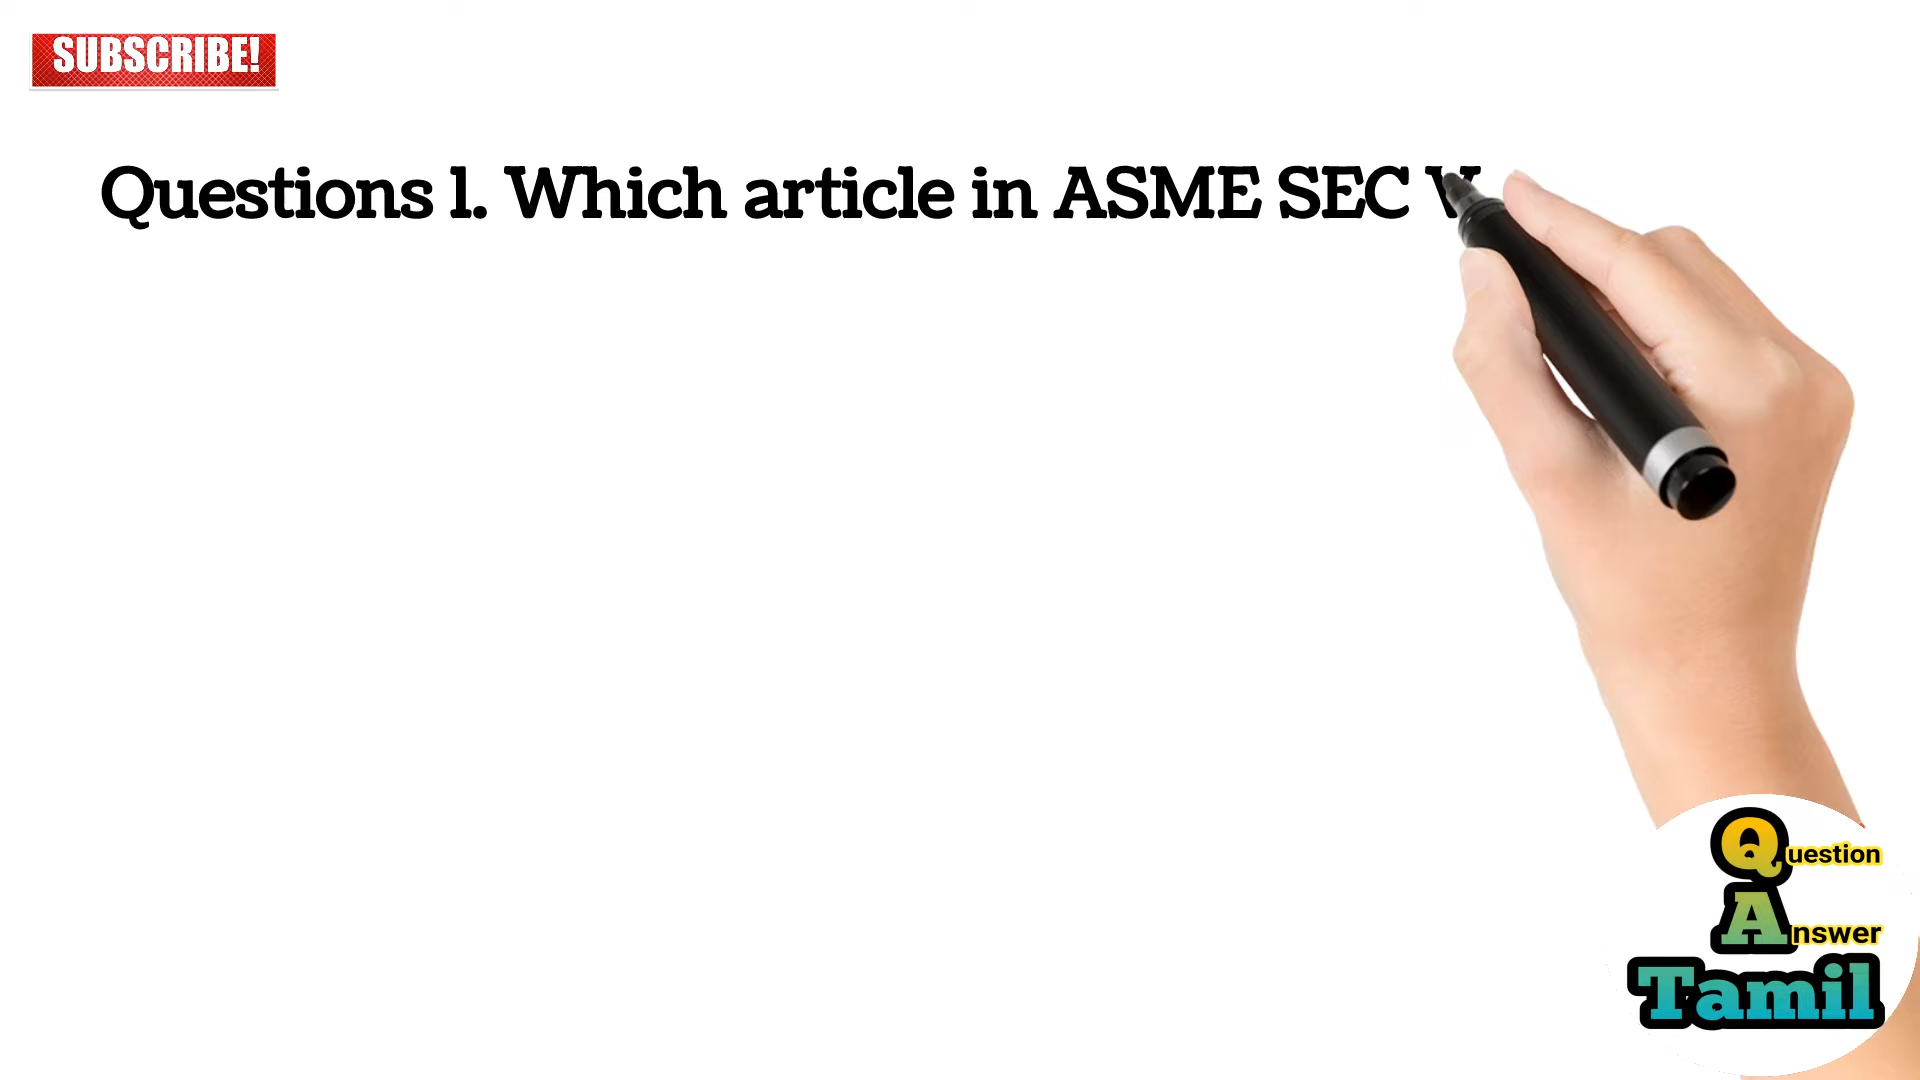 SUBSCRIBE!
Questions 1. Which article in ASME SEC V
Question
Answer
Tamil